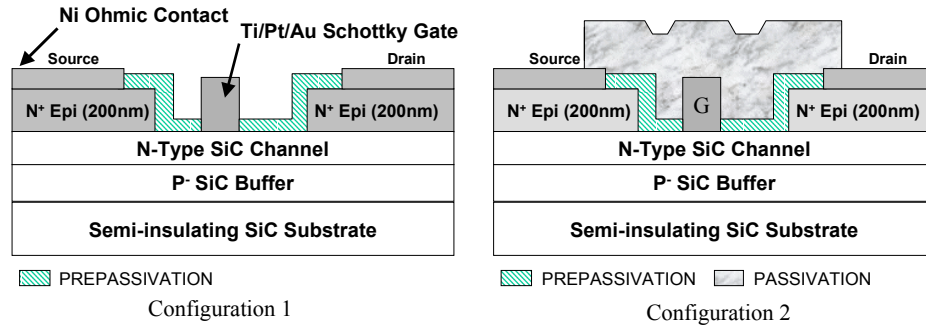 Ni Ohmic Contact
Ti/Pt/Au Schottky Gate
Source
Drain
N+ Epi (200nm)
N+ Epi (200nm)
N-Type SiC Channel
P- SiC Buffer
Semi-insulating SiC Substrate
PREPASSIVATION
Configuration 1
Source
Drain
N+ Epi (200nm)
G
N+ Epi (200nm)
N-Type SiC Channel
P- SiC Buffer
Semi-insulating SiC Substrate
PREPASSIVATION
PASSIVATION
Configuration 2